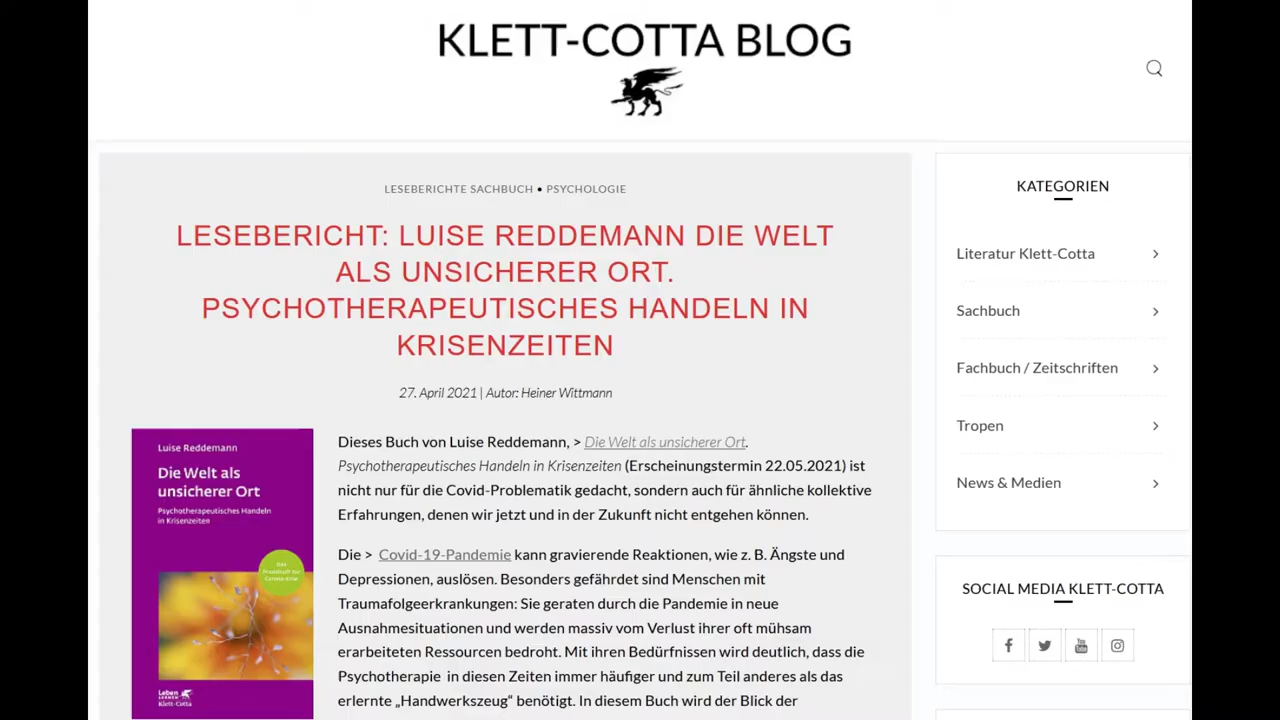 KLETT-COTTA BLOG
LESEBERICHTE SACHBUCH • PSYCHOLOGIE
LESEBERICHT: LUISE REDDEMANN DIE WELT
ALS UNSICHERER ORT.
PSYCHOTHERAPEUTISCHES HANDELN IN
KRISENZEITEN
27. April 2021 | Autor: Heiner Wittmann
Luise Reddemann
Die Welt als
unsicherer Ort
Psychotherapeutisches Handeln
in Krisenzeiten
Das
Praxisbuch zur
Corona-Krise
Leben
LERNEN
Klett-Cotta
Dieses Buch von Luise Reddemann, > Die Welt als unsicherer Ort.
Psychotherapeutisches Handeln in Krisenzeiten (Erscheinungstermin 22.05.2021) ist
nicht nur für die Covid-Problematik gedacht, sondern auch für ähnliche kollektive
Erfahrungen, denen wir jetzt und in der Zukunft nicht entgehen können.
Die > Covid-19-Pandemie kann gravierende Reaktionen, wie z. B. Ängste und
Depressionen, auslösen. Besonders gefährdet sind Menschen mit
Traumafolgeerkrankungen: Sie geraten durch die Pandemie in neue
Ausnahmesituationen und werden massiv vom Verlust ihrer oft mühsam
erarbeiteten Ressourcen bedroht. Mit ihren Bedürfnissen wird deutlich, dass die
Psychotherapie in diesen Zeiten immer häufiger und zum Teil anderes als das
erlernte „Handwerkszeug“ benötigt. In diesem Buch wird der Blick der
KATEGORIEN
Literatur Klett-Cotta
Sachbuch
Fachbuch / Zeitschriften
Tropen
News & Medien
SOCIAL MEDIA KLETT-COTTA